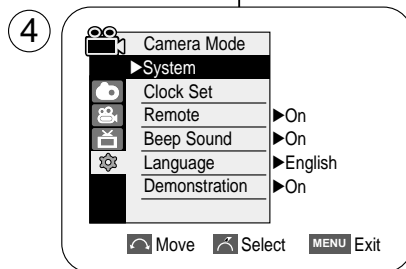 4
Camera Mode
▶System
Clock Set
Remote ▶On
Beep Sound ▶On
Language ▶English
Demonstration ▶On
Move Select MENU Exit